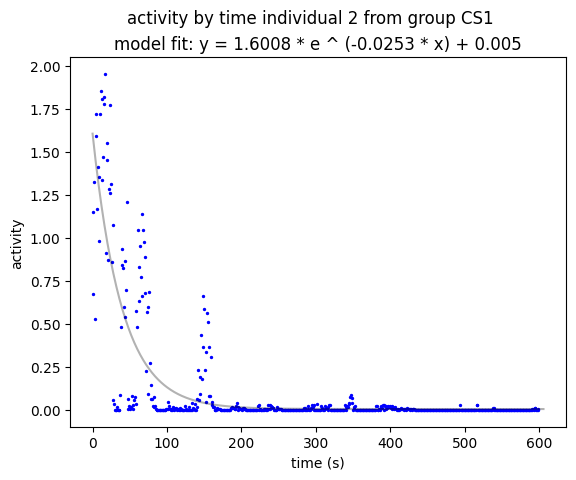 activity by time individual 2 from group CS1
model fit: y = 1.6008 * e ^ (-0.0253 * x) + 0.005
2.00
1.75
1.50
1.25
1.00
0.75
0.50
0.25
0.00
activity
0 100 200 300 400 500 600
time (s)